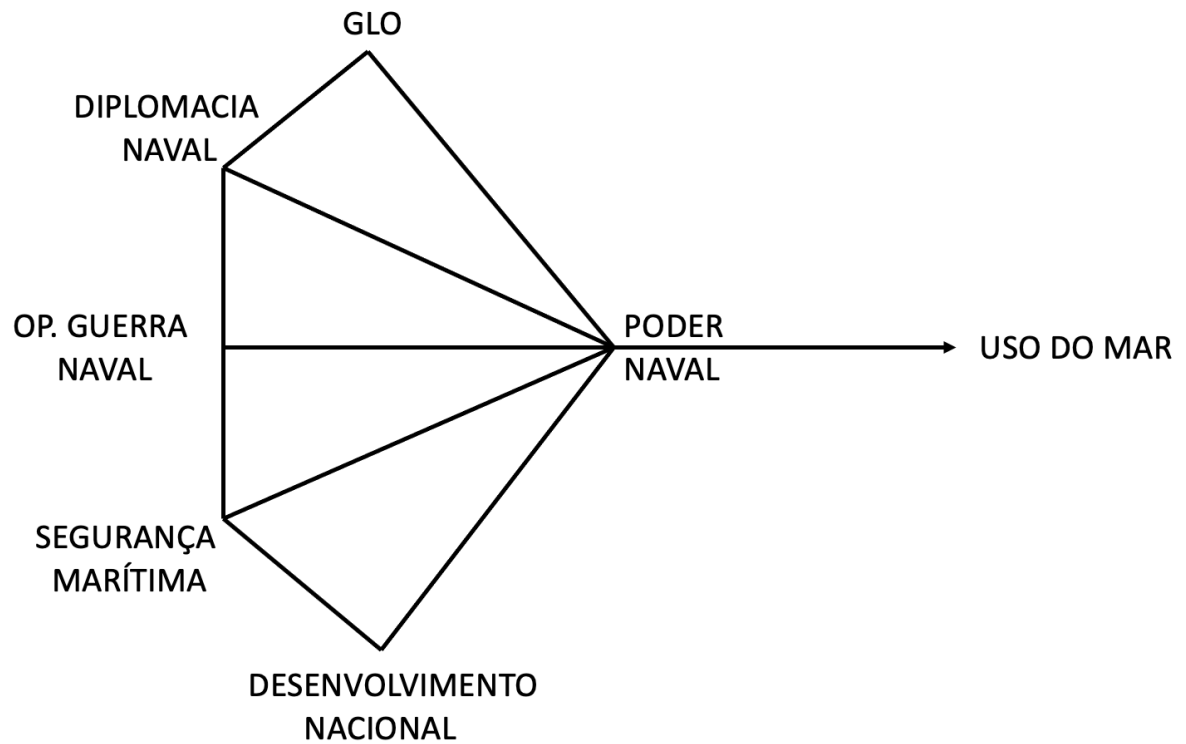 GLO
DIPLOMACIA
NAVAL
OP. GUERRA
NAVAL
PODER
NAVAL
USO DO MAR
SEGURANÇA
MARÍTIMA
DESENVOLVIMENTO
NACIONAL